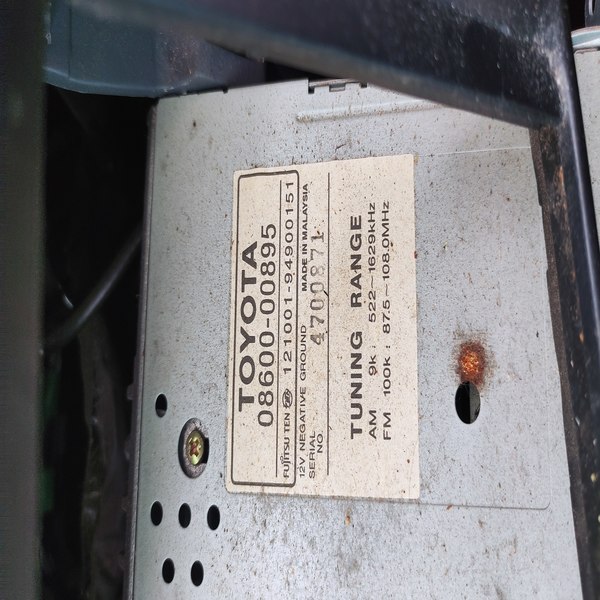 TOYOTA
08600-00895
FUJITSU TEN 121001-94900151
12V NEGATIVE GROUND MADE IN MALAYSIA
SERIAL
NO 4700871
TUNING RANGE
AM 9k : 522~1629kHz
FM 100k : 87.5~108.0MHz